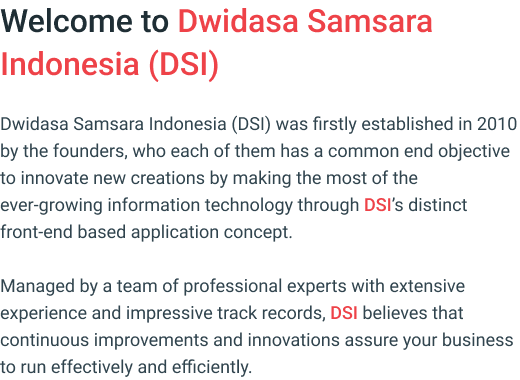 Welcome to Dwidasa Samsara
Indonesia (DSI)
Dwidasa Samsara Indonesia (DSI) was firstly established in 2010
by the founders, who each of them has a common end objective
to innovate new creations by making the most of the
ever-growing information technology through DSI's distinct
front-end based application concept.
Managed by a team of professional experts with extensive
experience and impressive track records, DSI believes that
continuous improvements and innovations assure your business
to run effectively and efficiently.